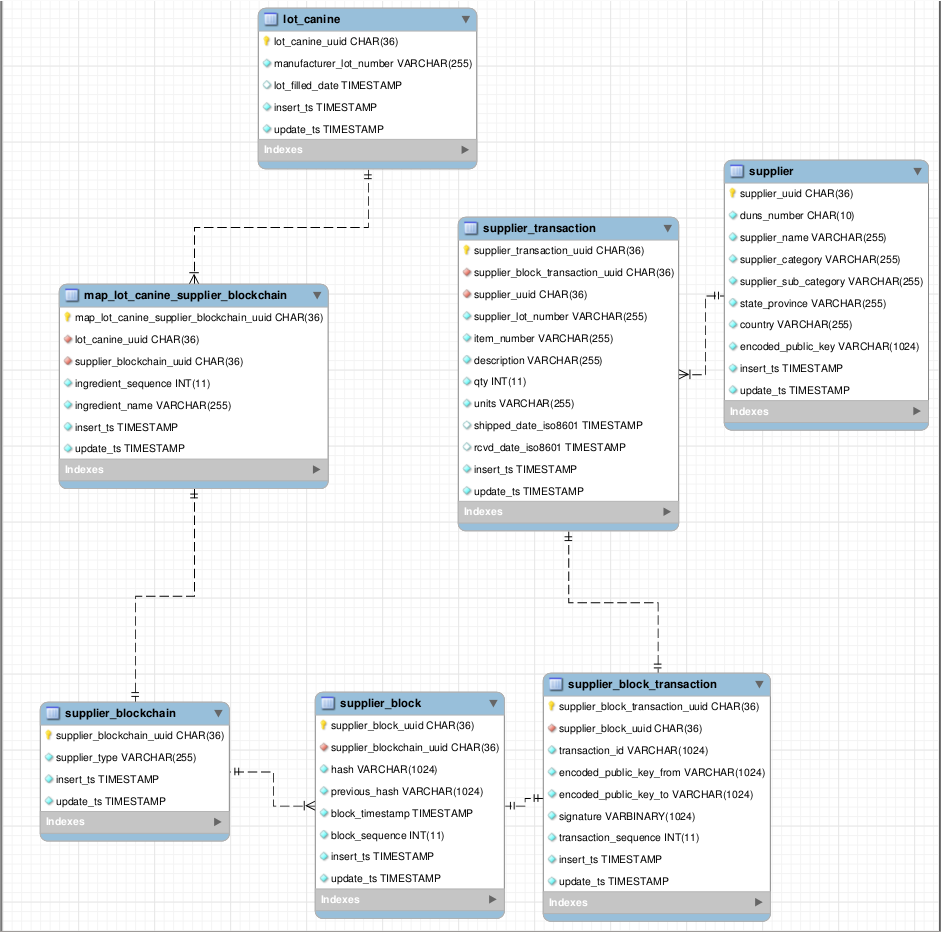 lot_canine
lot_canine_uuid CHAR(36)
manufacturer_lot_number VARCHAR(255)
lot_filled_date TIMESTAMP
insert_ts TIMESTAMP
update_ts TIMESTAMP
Indexes
supplier
supplier_uuid CHAR(36)
duns_number CHAR(10)
supplier_name VARCHAR(255)
supplier_category VARCHAR(255)
supplier_sub_category VARCHAR(255)
state_province VARCHAR(255)
country VARCHAR(255)
encoded_public_key VARCHAR(1024)
insert_ts TIMESTAMP
update_ts TIMESTAMP
Indexes
supplier_transaction
supplier_transaction_uuid CHAR(36)
supplier_block_transaction_uuid CHAR(36)
supplier_uuid CHAR(36)
supplier_lot_number VARCHAR(255)
item_number VARCHAR(255)
description VARCHAR(255)
qty INT(11)
units VARCHAR(255)
shipped_date_iso8601 TIMESTAMP
rcvd_date_iso8601 TIMESTAMP
insert_ts TIMESTAMP
update_ts TIMESTAMP
Indexes
map_lot_canine_supplier_blockchain
map_lot_canine_supplier_blockchain_uuid CHAR(36)
lot_canine_uuid CHAR(36)
supplier_blockchain_uuid CHAR(36)
ingredient_sequence INT(11)
ingredient_name VARCHAR(255)
insert_ts TIMESTAMP
update_ts TIMESTAMP
Indexes
supplier_blockchain
supplier_blockchain_uuid CHAR(36)
supplier_type VARCHAR(255)
insert_ts TIMESTAMP
update_ts TIMESTAMP
Indexes
supplier_block
supplier_block_uuid CHAR(36)
supplier_blockchain_uuid CHAR(36)
hash VARCHAR(1024)
previous_hash VARCHAR(1024)
block_timestamp TIMESTAMP
block_sequence INT(11)
insert_ts TIMESTAMP
update_ts TIMESTAMP
Indexes
supplier_block_transaction
supplier_block_transaction_uuid CHAR(36)
supplier_block_uuid CHAR(36)
transaction_id VARCHAR(1024)
encoded_public_key_from VARCHAR(1024)
encoded_public_key_to VARCHAR(1024)
signature VARBINARY(1024)
transaction_sequence INT(11)
insert_ts TIMESTAMP
update_ts TIMESTAMP
Indexes